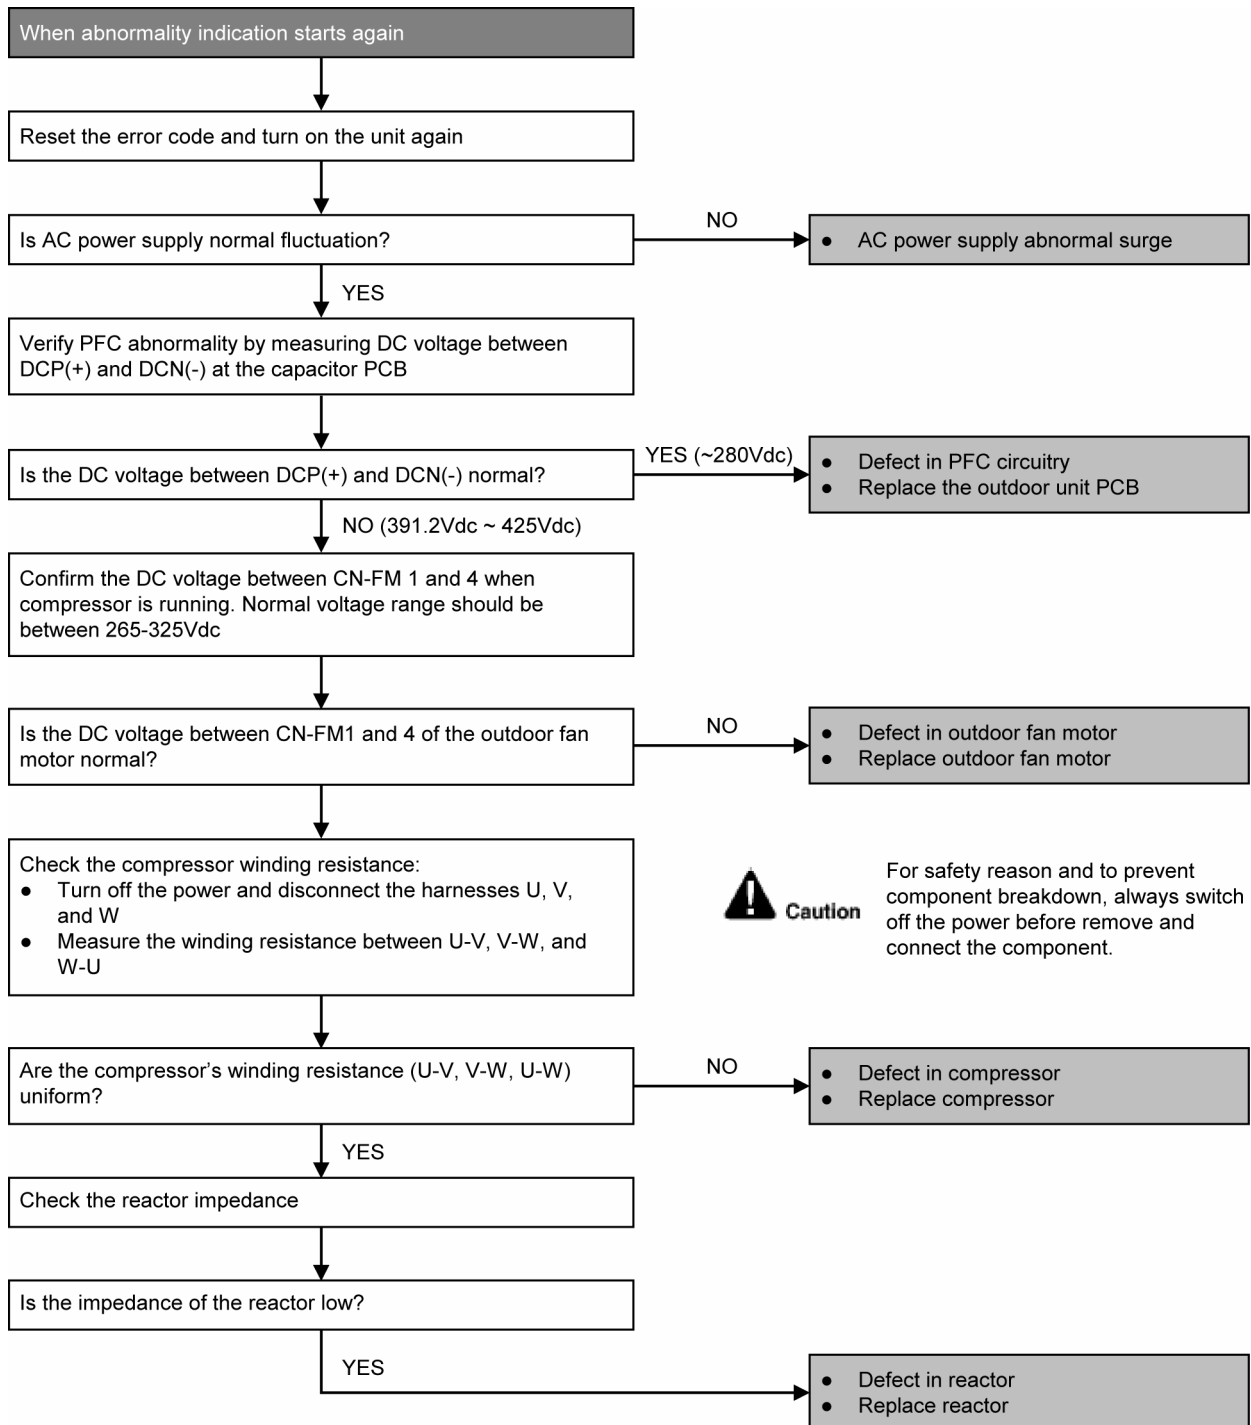 When abnormality indication starts again
Reset the error code and turn on the unit again
Is AC power supply normal fluctuation?
NO
● AC power supply abnormal surge
YES
Verify PFC abnormality by measuring DC voltage between
DCP(+) and DCN(-) at the capacitor PCB
Is the DC voltage between DCP(+) and DCN(-) normal?
YES (~280Vdc)
● Defect in PFC circuitry
● Replace the outdoor unit PCB
NO (391.2Vdc ~ 425Vdc)
Confirm the DC voltage between CN-FM 1 and 4 when
compressor is running. Normal voltage range should be
between 265-325Vdc
Is the DC voltage between CN-FM1 and 4 of the outdoor fan
motor normal?
NO
● Defect in outdoor fan motor
● Replace outdoor fan motor
Check the compressor winding resistance:
● Turn off the power and disconnect the harnesses U, V,
and W
● Measure the winding resistance between U-V, V-W, and
W-U
Caution
For safety reason and to prevent
component breakdown, always switch
off the power before remove and
connect the component.
Are the compressor’s winding resistance (U-V, V-W, U-W)
uniform?
NO
● Defect in compressor
● Replace compressor
YES
Check the reactor impedance
Is the impedance of the reactor low?
YES
● Defect in reactor
● Replace reactor